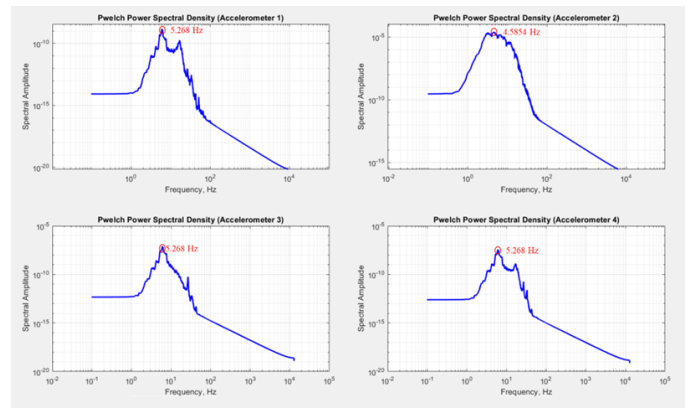 Pwelch Power Spectral Density (Accelerometer 1)
5.268 Hz
Spectral Amplitude
10^-10
10^-15
10^-20
10^0
10^2
10^4
Frequency, Hz
Pwelch Power Spectral Density (Accelerometer 2)
4.5854 Hz
Spectral Amplitude
10^-5
10^-10
10^-15
10^-2
10^0
10^2
10^4
10^6
Frequency, Hz
Pwelch Power Spectral Density (Accelerometer 3)
5.268 Hz
Spectral Amplitude
10^-5
10^-10
10^-15
10^-20
10^-2
10^-1
10^0
10^1
10^2
10^3
10^4
10^5
Frequency, Hz
Pwelch Power Spectral Density (Accelerometer 4)
5.268 Hz
Spectral Amplitude
10^-5
10^-10
10^-15
10^-20
10^-2
10^-1
10^0
10^1
10^2
10^3
10^4
10^5
Frequency, Hz